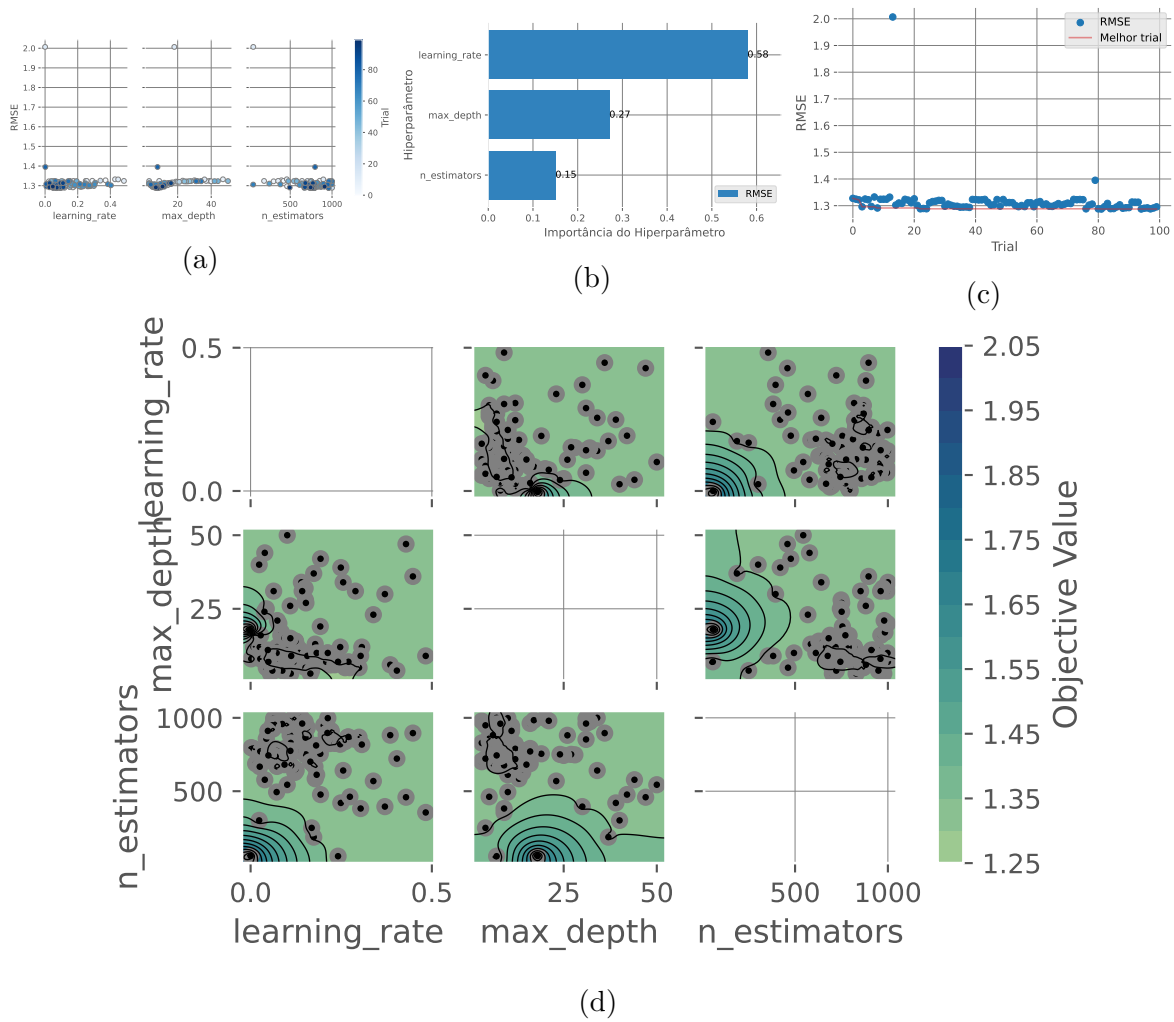 2.0
1.9
1.8
1.7
1.6
1.5
1.4
1.3
RMSE
0.0 0.2 0.4
learning_rate
0 20 40
max_depth
500 1000
n_estimators
80
60
40
20
0
Trial
(a)
Hiperparâmetro
learning_rate
max_depth
n_estimators
0.58
0.27
0.15
RMSE
0.0 0.1 0.2 0.3 0.4 0.5 0.6
Importância do Hiperparâmetro
(b)
2.0
1.9
1.8
1.7
1.6
1.5
1.4
1.3
RMSE
RMSE
Melhor trial
0 20 40 60 80 100
Trial
(c)
learning_rate
0.5
0.0
max_depth
50
25
n_estimators
1000
500
0.0 0.5
learning_rate
25 50
max_depth
500 1000
n_estimators
2.05
1.95
1.85
1.75
1.65
1.55
1.45
1.35
1.25
Objective Value
(d)